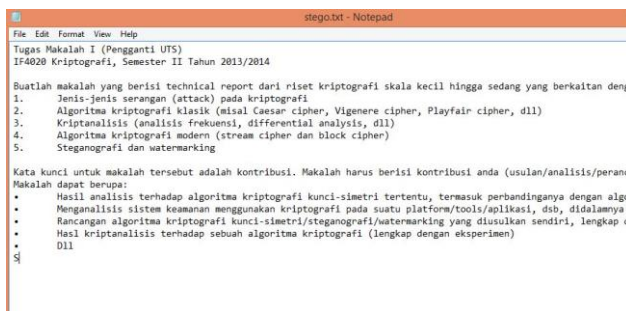 stego.txt - Notepad
File Edit Format View Help
Tugas Makalah I (Pengganti UTS)
IF4020 Kriptografi, Semester II Tahun 2013/2014
Buatlah makalah yang berisi technical report dari riset kriptografi skala kecil hingga sedang yang berkaitan deng
1. Jenis-jenis serangan (attack) pada kriptografi
2. Algoritma kriptografi klasik (misal Caesar cipher, Vigenere cipher, Playfair cipher, dll)
3. Kriptanalisis (analisis frekuensi, differential analysis, dll)
4. Algoritma kriptografi modern (stream cipher dan block cipher)
5. Steganografi dan watermarking
Kata kunci untuk makalah tersebut adalah kontribusi. Makalah harus berisi kontribusi anda (usulan/analisis/peranc
Makalah dapat berupa:
• Hasil analisis terhadap algoritma kriptografi kunci-simetri tertentu, termasuk perbandinganya dengan algo
• Menganalisis sistem keamanan menggunakan kriptografi pada suatu platform/tools/aplikasi, dsb, didalamnya
• Rancangan algoritma kriptografi kunci-simetri/steganografi/watermarking yang diusulkan sendiri, lengkap
• Hasl kriptanalisis terhadap sebuah algoritma kriptografi (lengkap dengan eksperimen)
• Dll
S